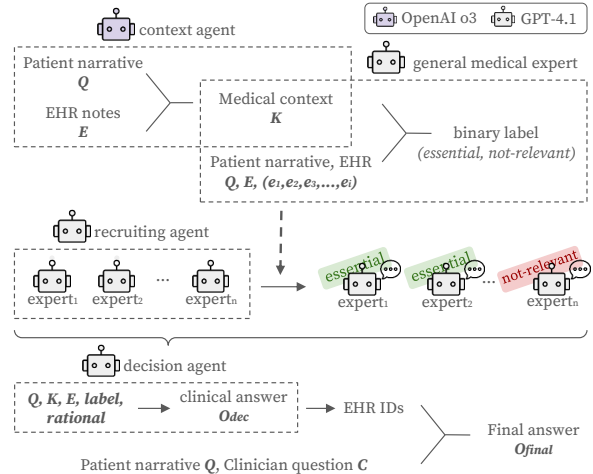 context agent
OpenAI o3 GPT-4.1
Patient narrative
Q
EHR notes
E
general medical expert
Medical context
K
Patient narrative, EHR
Q, E, (e1,e2,e3,...,ei)
binary label
(essential, not-relevant)
recruiting agent
expert1 expert2 ... expertn
essential essential not-relevant
expert1 expert2 ... expertn
decision agent
Q, K, E, label,
rational
clinical answer
Odec
EHR IDs
Final answer
Ofinal
Patient narrative Q, Clinician question C